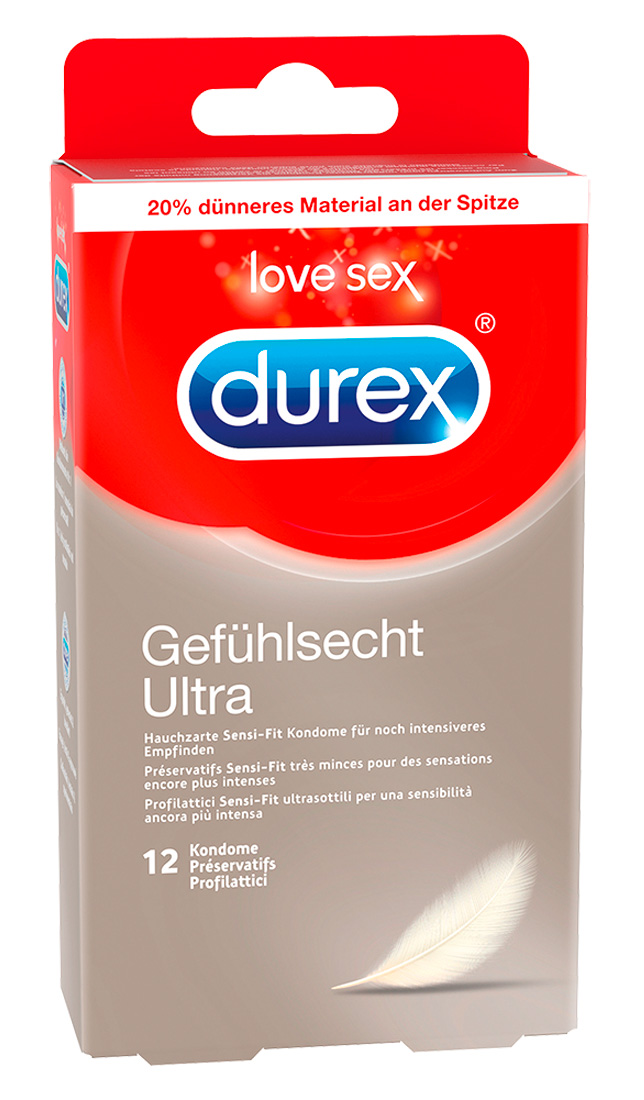 20% dünneres Material an der Spitze
love sex
durex®
Gefühlsecht
Ultra
Hauchzarte Sensi-Fit Kondome für noch intensiveres
Empfinden
Préservatifs Sensi-Fit très minces pour des sensations
encore plus intenses
Profilattici Sensi-Fit ultrasottili per una sensibilità
ancora più intensa
12 Kondome
Préservatifs
Profilattici
durex